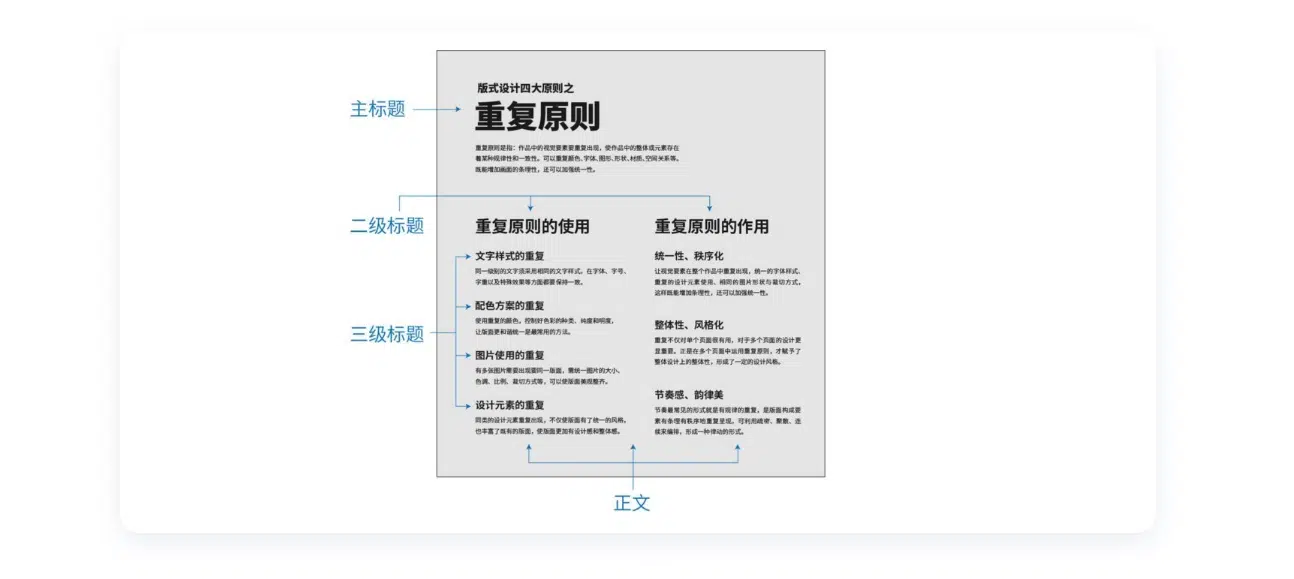 主标题
版式设计四大原则之
重复原则
重复原则是指：作品中的视觉要素要重复出现，使作品中的整体或元素存在
着某种规律性和一致性。可以重复颜色、字体、图形、形状、材质、空间关系等。
既能增加画面的条理性，还可以加强统一性。
二级标题
重复原则的使用
文字样式的重复
同一级别的文字须采用相同的文字样式，在字体、字号、
字重以及特殊效果等方面都要保持一致。
配色方案的重复
使用重复的颜色，控制好色彩的种类、纯度和明度，
让版面更和谐统一是最常用的方法。
三级标题
图片使用的重复
有多张图片需要出现要同一版面，需统一图片的大小、
色调、比例、裁切方式等，可以使版面美观整齐。
设计元素的重复
同类的设计元素重复出现，不仅使版面有了统一的风格，
也丰富了既有的版面，使版面更加有设计感和整体感。
重复原则的作用
统一性、秩序化
让视觉要素在整个作品中重复出现，统一的字体样式、
重复的设计元素使用、相同的图片形状与裁切方式，
这样既能增加条理性，还可以加强统一性。
整体性、风格化
重复不仅对单个页面很有用，对于多个页面的设计更
显重要。正是在多个页面中运用重复原则，才赋予了
整体设计上的整体性，形成了一定的设计风格。
节奏感、韵律美
节奏最常见的形式就是有规律的重复，是版面构成要
素有条理有秩序地重复呈现。可利用疏密、聚散、连
续来编排，形成一种律动的形式。
正文